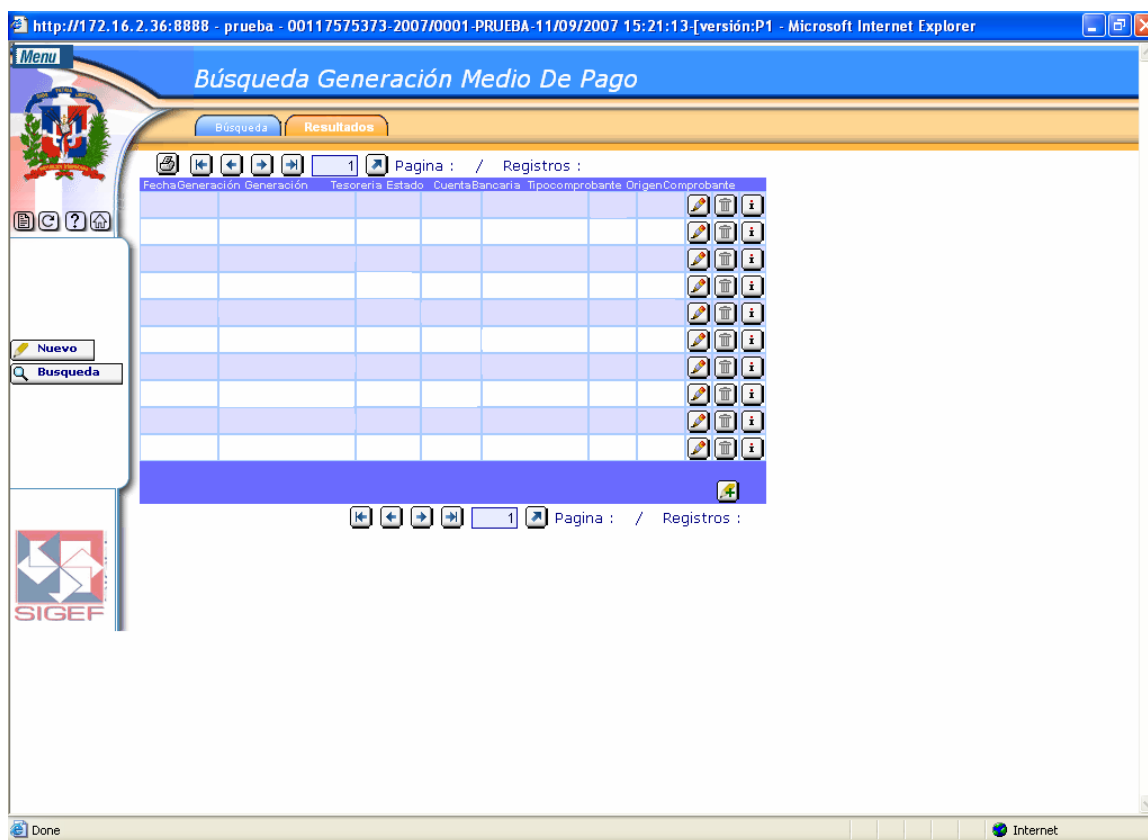 http://172.16.2.36:8888 - prueba - 00117575373-2007/0001-PRUEBA-11/09/2007 15:21:13-[versión:P1 - Microsoft Internet Explorer
Menu
Búsqueda Generación Medio De Pago
Búsqueda Resultados
1 Pagina : / Registros :
FechaGeneración Generación Tesoreria Estado CuentaBancaria Tipocomprobante OrigenComprobante
Nuevo
Busqueda
1 Pagina : / Registros :
SIGEF
Done Internet